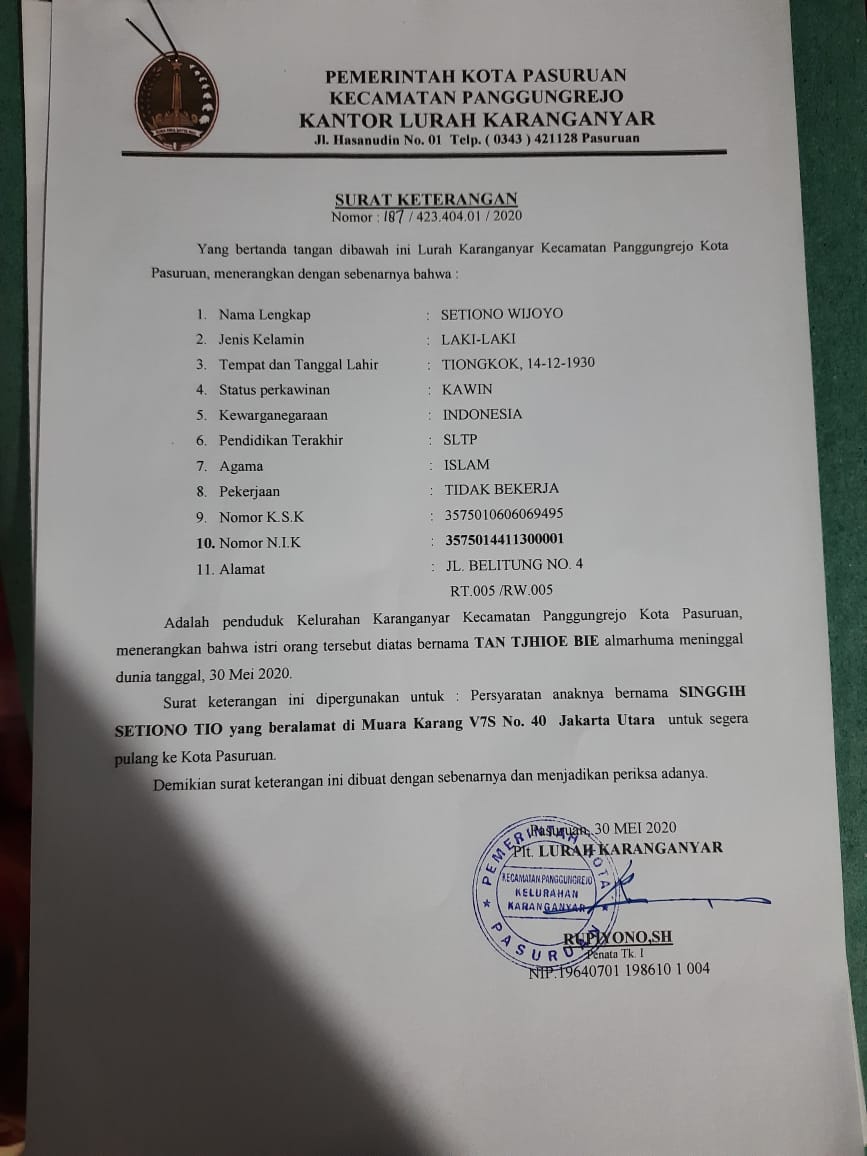 PEMERINTAH KOTA PASURUAN
KECAMATAN PANGGUNGREJO
KANTOR LURAH KARANGANYAR
Jl. Hasanudin No. 01 Telp. ( 0343 ) 421128 Pasuruan
SURAT KETERANGAN
Nomor : 187 / 423.404.01 / 2020
Yang bertanda tangan dibawah ini Lurah Karanganyar Kecamatan Panggungrejo Kota
Pasuruan, menerangkan dengan sebenarnya bahwa :
1. Nama Lengkap : SETIONO WIJOYO
2. Jenis Kelamin : LAKI-LAKI
3. Tempat dan Tanggal Lahir : TIONGKOK, 14-12-1930
4. Status perkawinan : KAWIN
5. Kewarganegaraan : INDONESIA
6. Pendidikan Terakhir : SLTP
7. Agama : ISLAM
8. Pekerjaan : TIDAK BEKERJA
9. Nomor K.S.K : 3575010606069495
10. Nomor N.I.K : 3575014411300001
11. Alamat : JL. BELITUNG NO. 4
RT.005 /RW.005
Adalah penduduk Kelurahan Karanganyar Kecamatan Panggungrejo Kota Pasuruan,
menerangkan bahwa istri orang tersebut diatas bernama TAN TJHIOE BIE almarhuma meninggal
dunia tanggal, 30 Mei 2020.
Surat keterangan ini dipergunakan untuk : Persyaratan anaknya bernama SINGGIH
SETIONO TIO yang beralamat di Muara Karang V7S No. 40 Jakarta Utara untuk segera
pulang ke Kota Pasuruan.
Demikian surat keterangan ini dibuat dengan sebenarnya dan menjadikan periksa adanya.
Pasuruan, 30 MEI 2020
Plt. LURAH KARANGANYAR
PEMERINTAH KOTA
KECAMATAN PANGGUNGREJO
KELURAHAN
KARANGANYAR
PASURUAN
RUPIYONO,SH
Penata Tk. I
NIP.19640701 198610 1 004